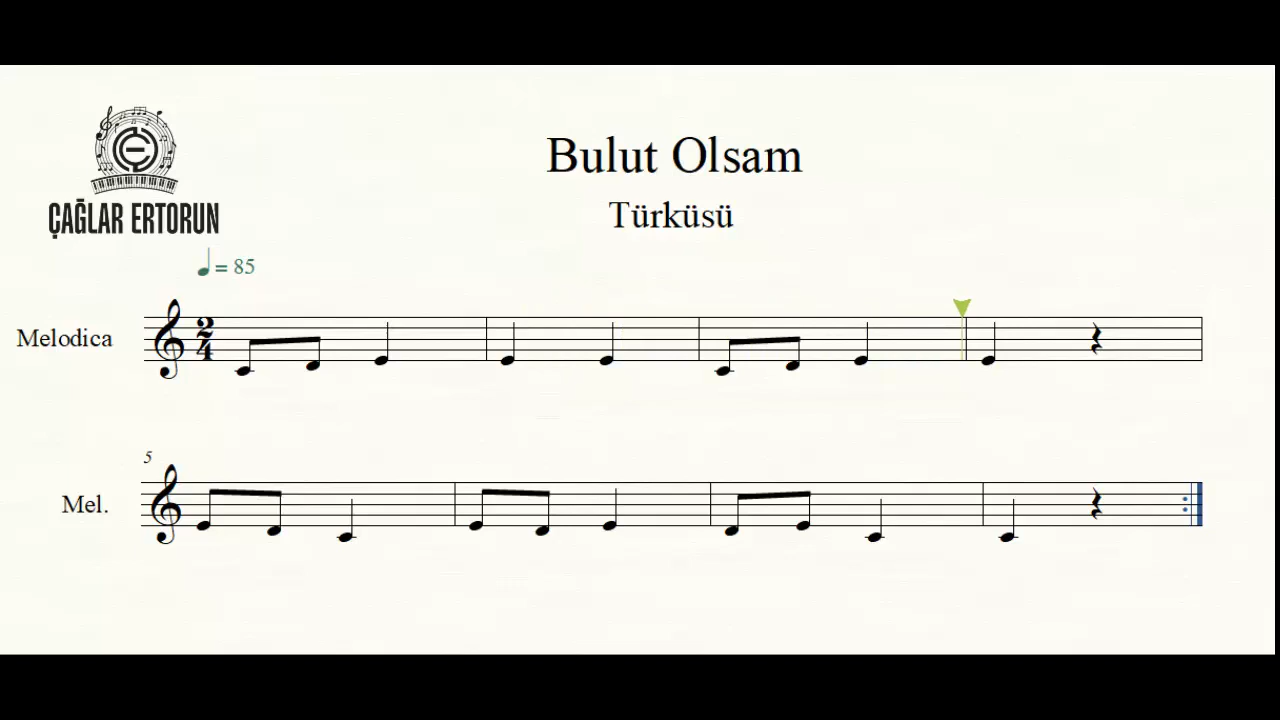 Bulut Olsam
Türküsü
ÇAĞLAR ERTORUN
= 85
Melodica
2
4
5
Mel.